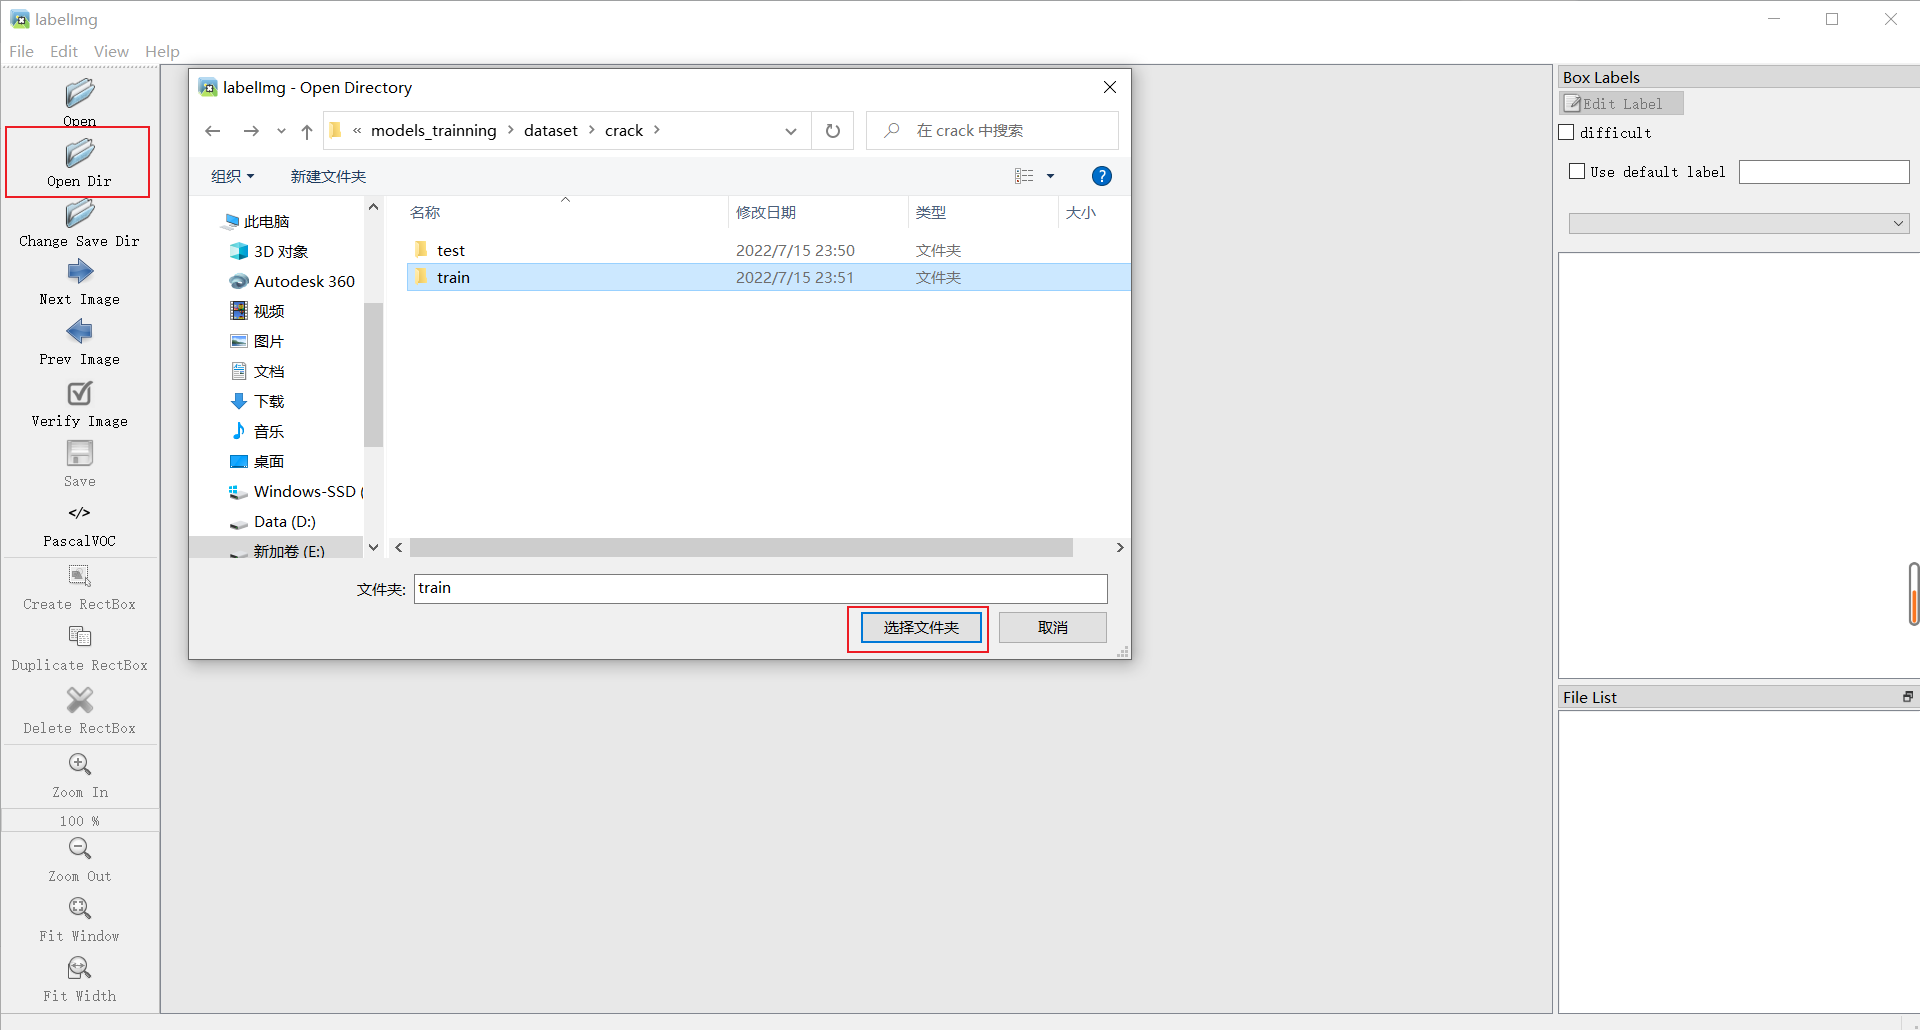 labelImg
File Edit View Help
Open
Open Dir
Change Save Dir
Next Image
Prev Image
Verify Image
Save
</>
PascalVOC
Create RectBox
Duplicate RectBox
Delete RectBox
Zoom In
100 %
Zoom Out
Fit Window
Fit Width
labelImg - Open Directory
« models_trainning › dataset › crack ›
在 crack 中搜索
组织 新建文件夹
?
此电脑
3D 对象
Autodesk 360
视频
图片
文档
下载
音乐
桌面
Windows-SSD (
Data (D:)
新加卷 (E:)
名称 修改日期 类型 大小
test 2022/7/15 23:50 文件夹
train 2022/7/15 23:51 文件夹
文件夹: train
选择文件夹 取消
Box Labels
Edit Label
difficult
Use default label
File List